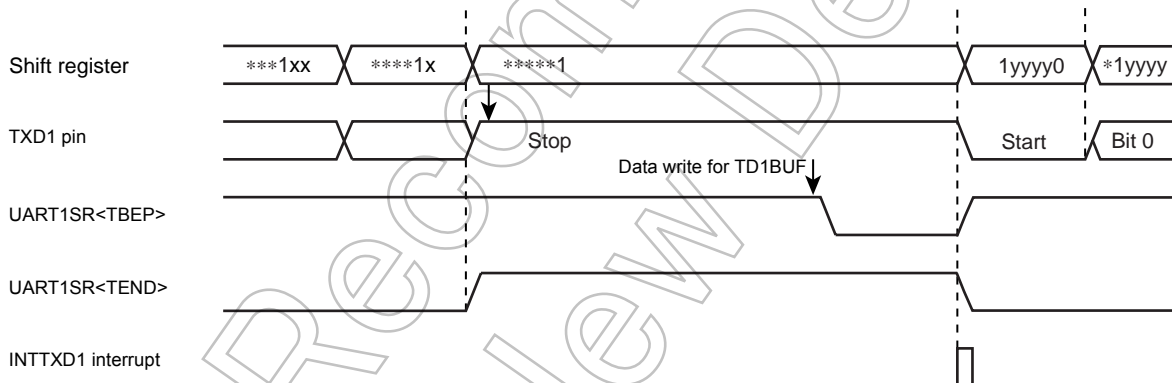 Shift register ***1xx ****1x *****1 1yyyy0 *1yyyy
TXD1 pin Stop Start Bit 0
Data write for TD1BUF
UART1SR<TBEP>
UART1SR<TEND>
INTTXD1 interrupt